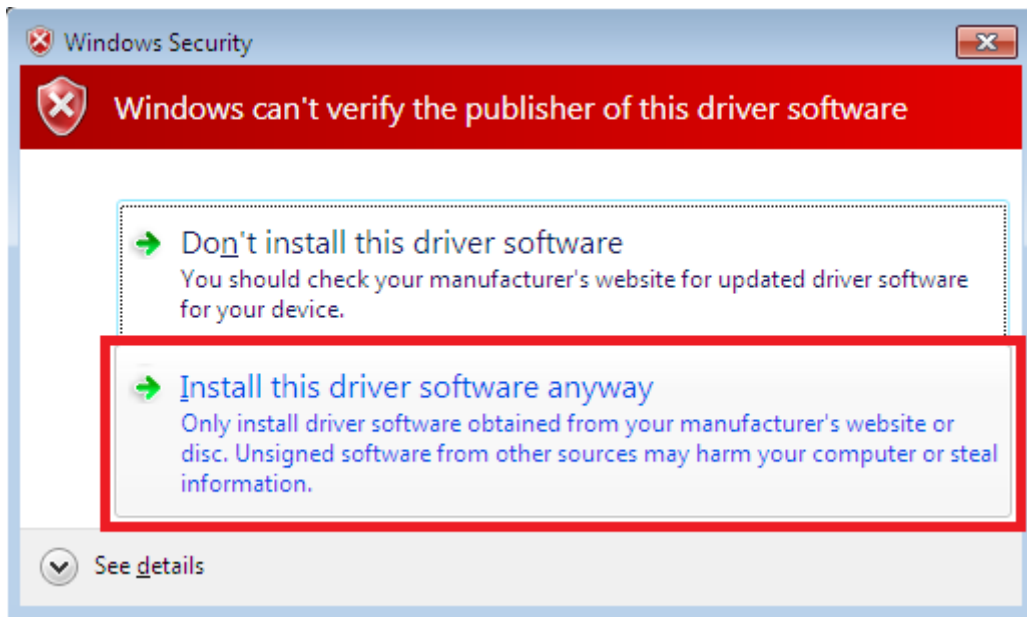 Windows Security
Windows can't verify the publisher of this driver software
Don't install this driver software
You should check your manufacturer's website for updated driver software
for your device.
Install this driver software anyway
Only install driver software obtained from your manufacturer's website or
disc. Unsigned software from other sources may harm your computer or steal
information.
See details